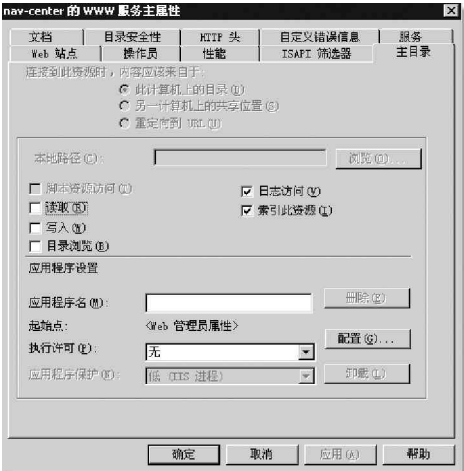 nav-center 的 WWW 服务主属性
文档 目录安全性 HTTP 头 自定义错误信息 服务
Web 站点 操作员 性能 ISAPI 筛选器 主目录
连接到此资源时，内容应该来自于:
此计算机上的目录(D)
另一计算机上的共享位置(S)
重定向到 URL(U)
本地路径(C): 浏览(O)...
脚本资源访问(T) 日志访问(V)
读取(R) 索引此资源(I)
写入(W)
目录浏览(B)
应用程序设置
应用程序名(M): 删除(E)
起始点: <Web 管理员属性>
执行许可(P): 无 配置(G)...
应用程序保护(N): 低 (IIS 进程) 卸载(L)
确定 取消 应用(A) 帮助